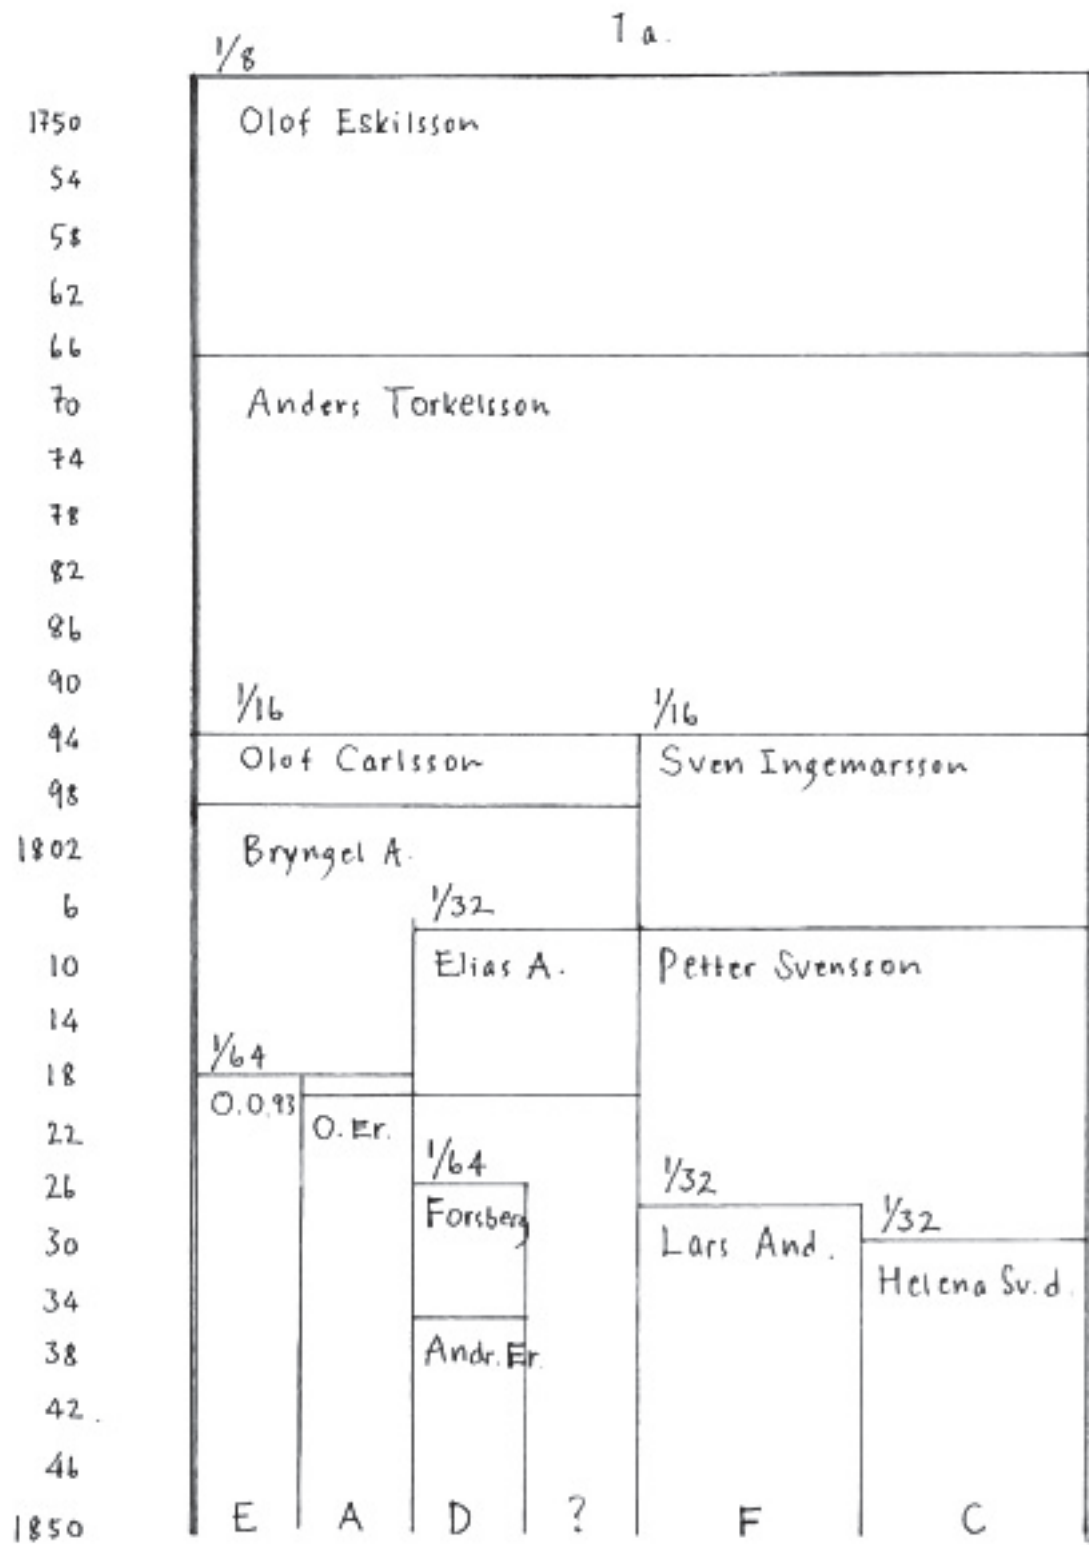 1 a.
1/8
1750 Olof Eskilsson
54
58
62
66
70 Anders Torkelsson
74
78
82
86
90
1/16 1/16
94
Olof Carlsson Sven Ingemarsson
98
1802 Bryngel A.
6 1/32
10 Elias A. Petter Svensson
14
1/64
18
O.O.93
22 O.Er.
1/64 1/32
26
Forsberg 1/32
30 Lars And.
Helena Sv.d.
34
38 Andr. Er.
42
46
1850 E A D ? F C